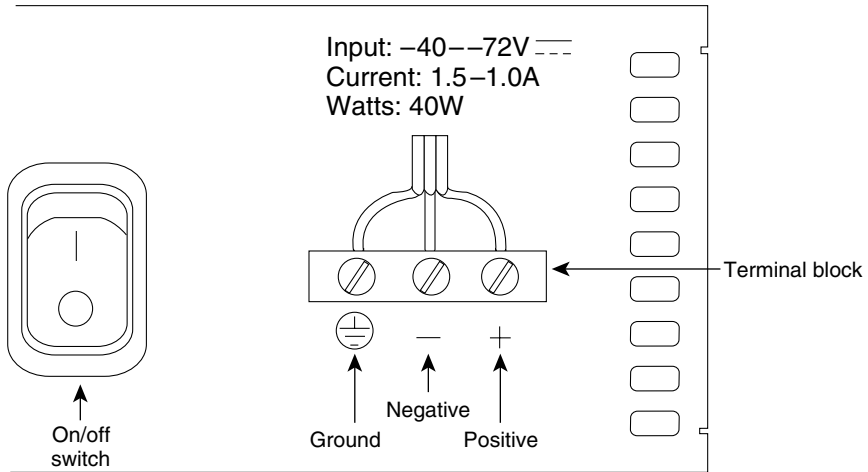 Input: –40––72V
Current: 1.5–1.0A
Watts: 40W
Terminal block
Negative
Ground
Positive
On/off
switch